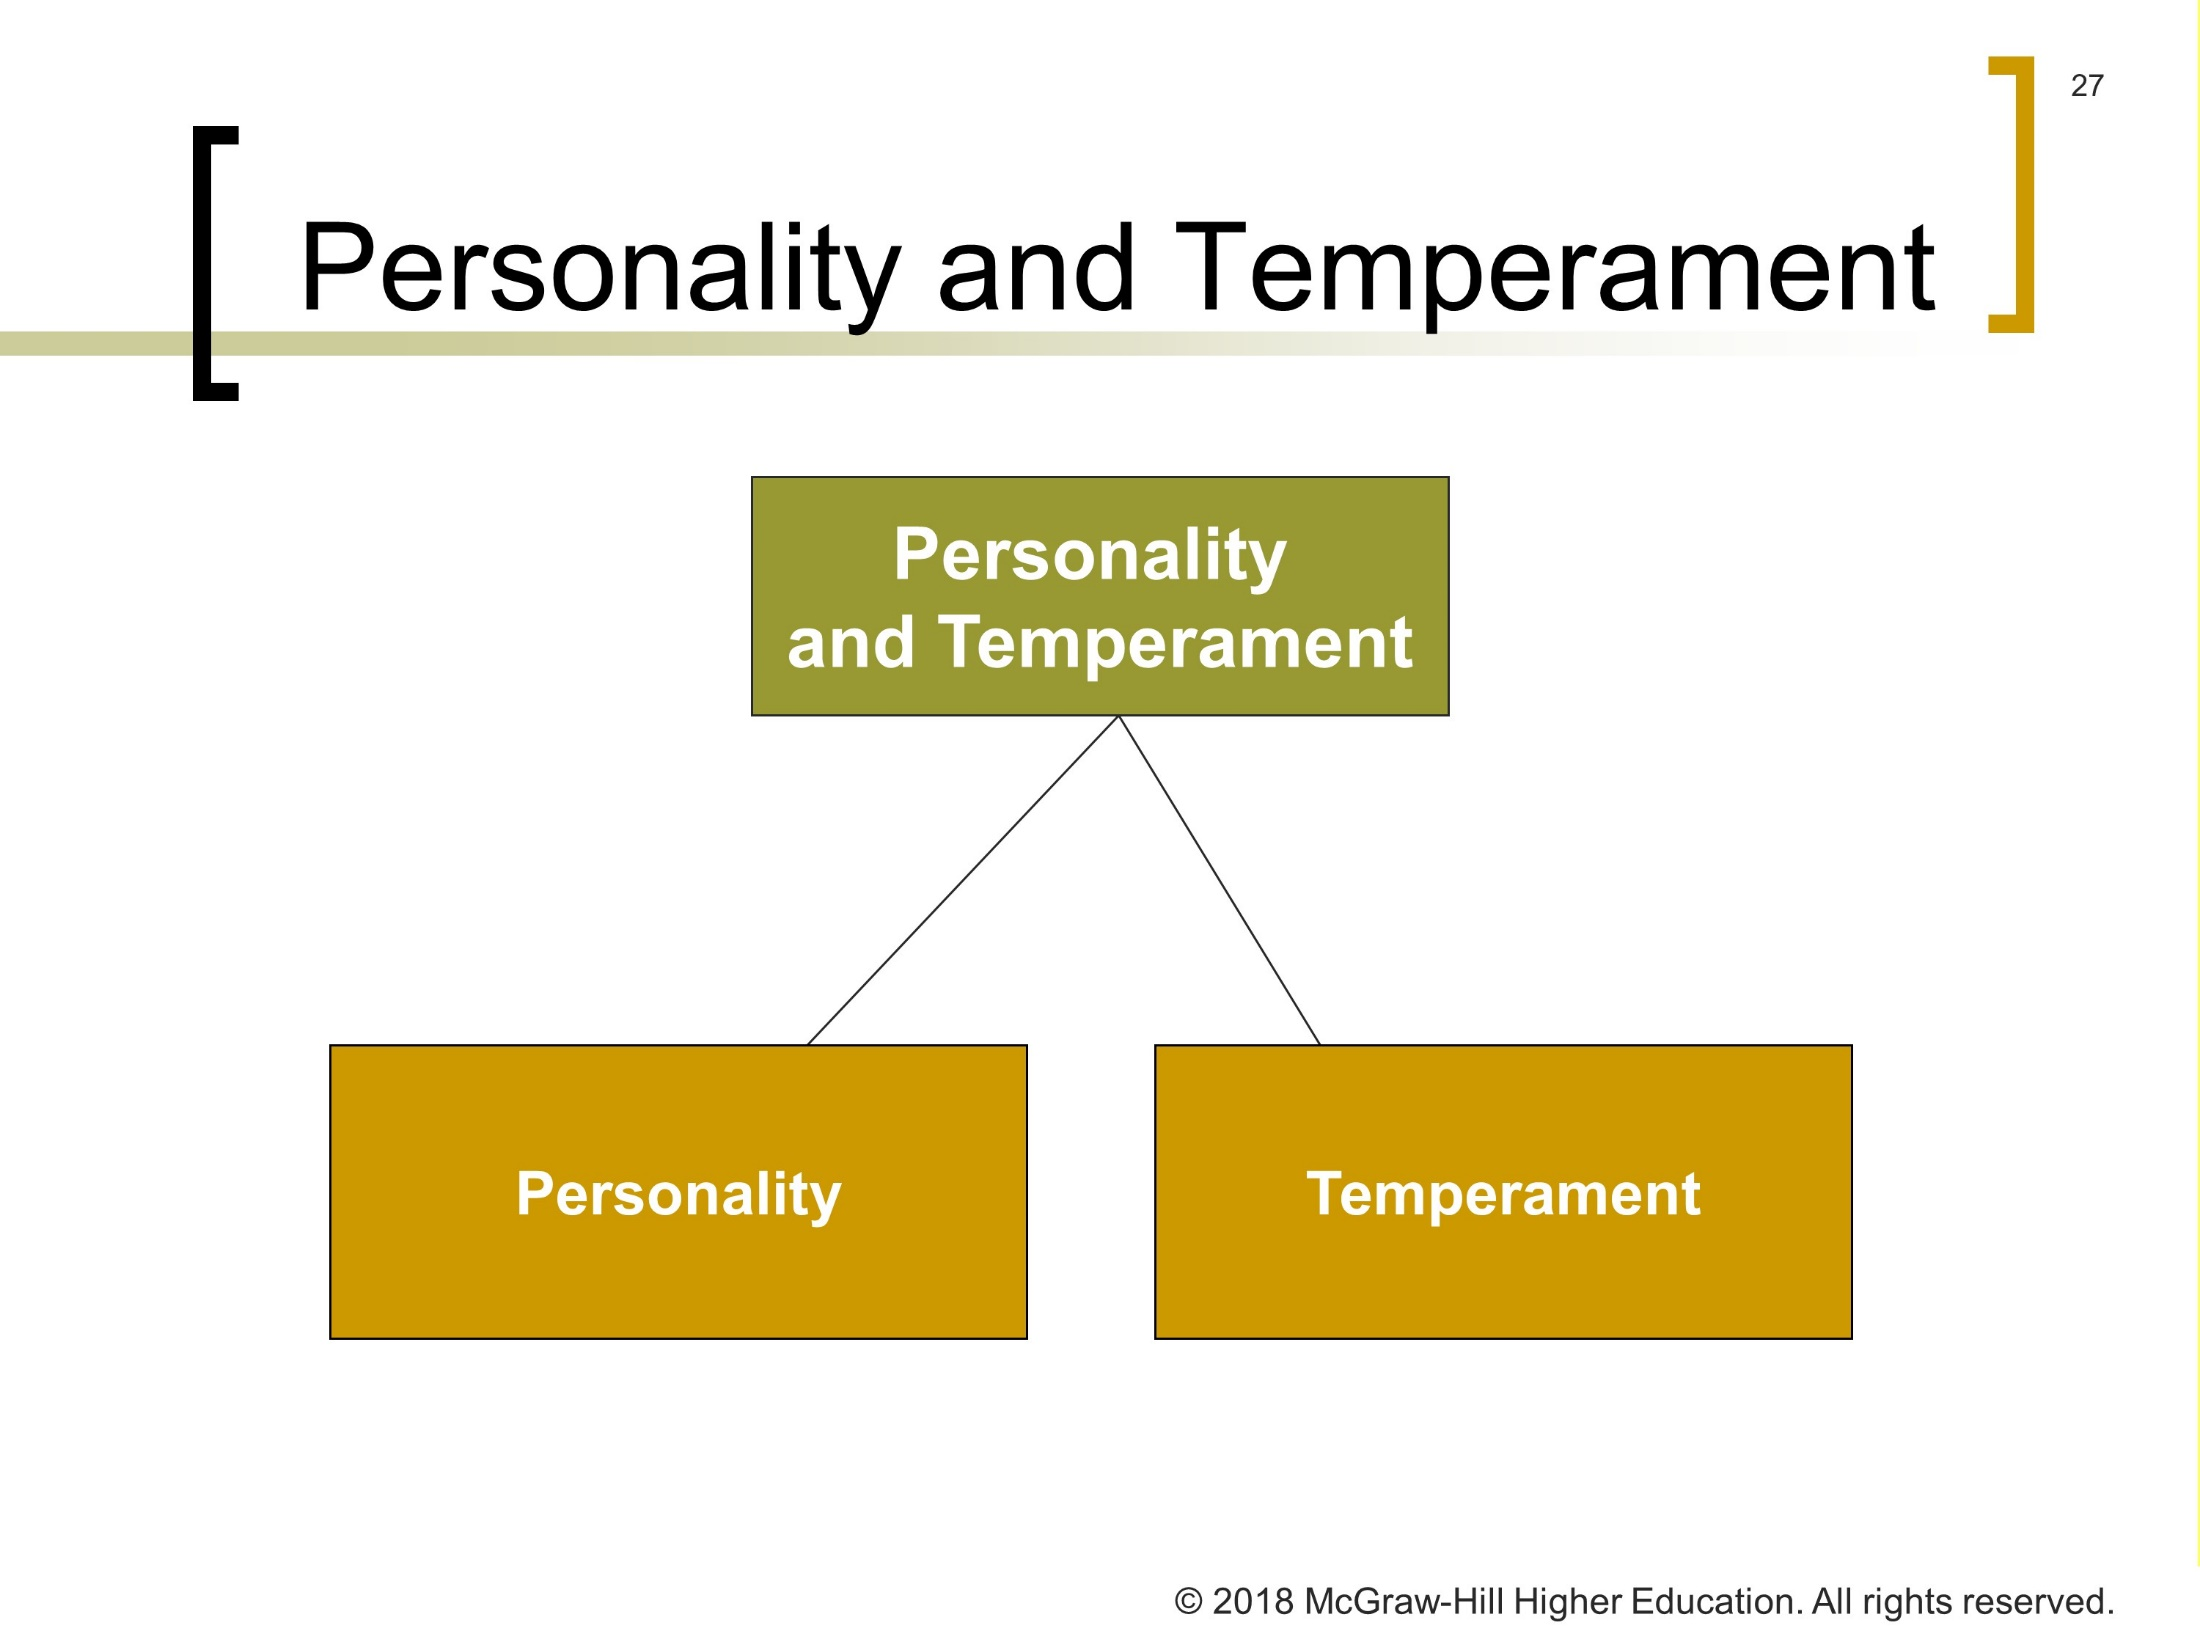 27
Personality and Temperament
Personality
and Temperament
Personality
Temperament
© 2018 McGraw-Hill Higher Education. All rights reserved.